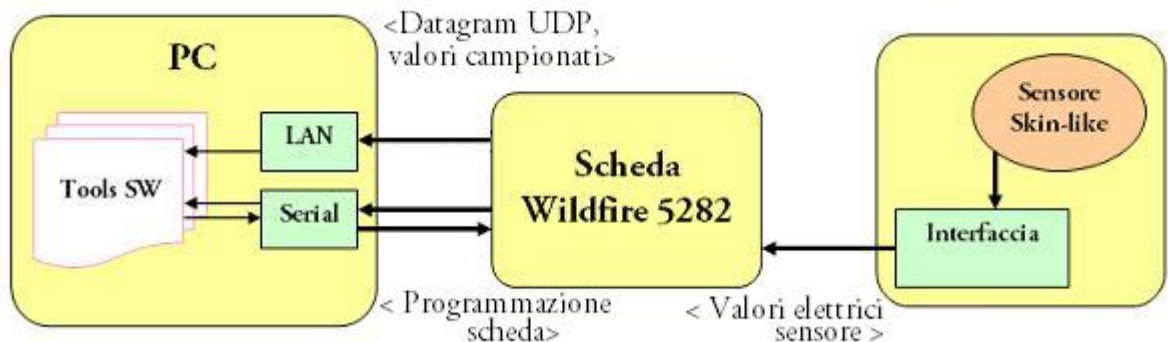 <Datagram UDP,
valori campionati>
PC
LAN
Tools SW
Serial
Scheda
Wildfire 5282
Sensore
Skin-like
Interfaccia
< Programmazione
scheda>
< Valori elettrici
sensore >